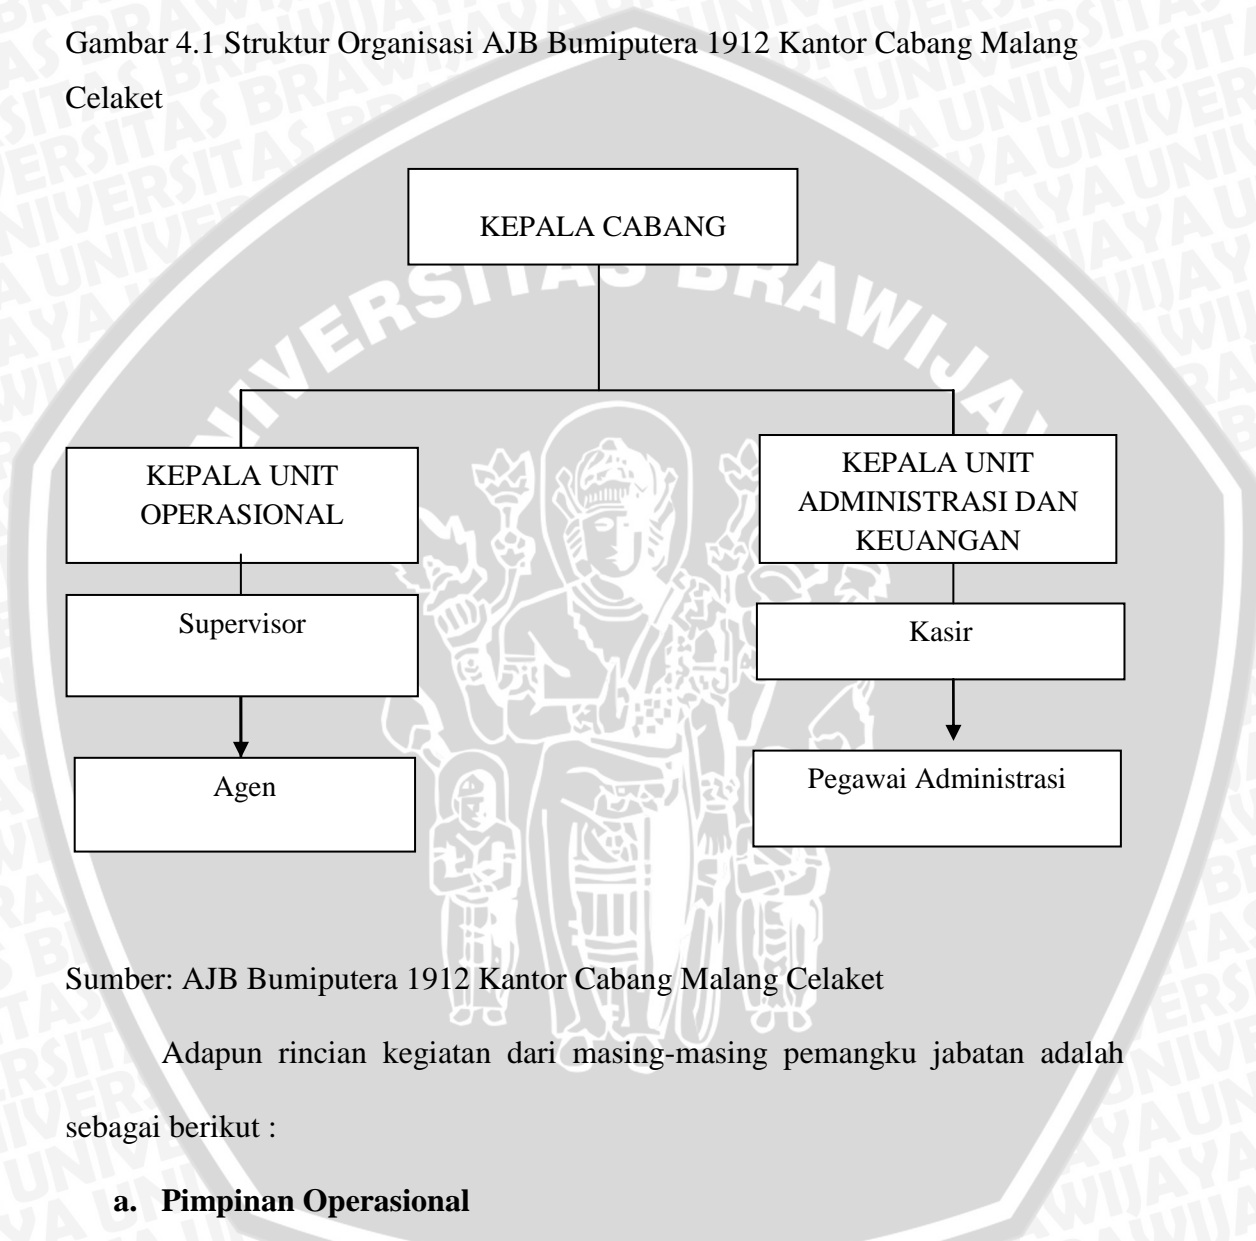 Gambar 4.1 Struktur Organisasi AJB Bumiputera 1912 Kantor Cabang Malang
Celaket
KEPALA CABANG
UNIVERSITAS BRAWIJAYA
KEPALA UNIT
OPERASIONAL
KEPALA UNIT
ADMINISTRASI DAN
KEUANGAN
Supervisor
Kasir
Agen
Pegawai Administrasi
Sumber: AJB Bumiputera 1912 Kantor Cabang Malang Celaket
Adapun rincian kegiatan dari masing-masing pemangku jabatan adalah
sebagai berikut :
a. Pimpinan Operasional